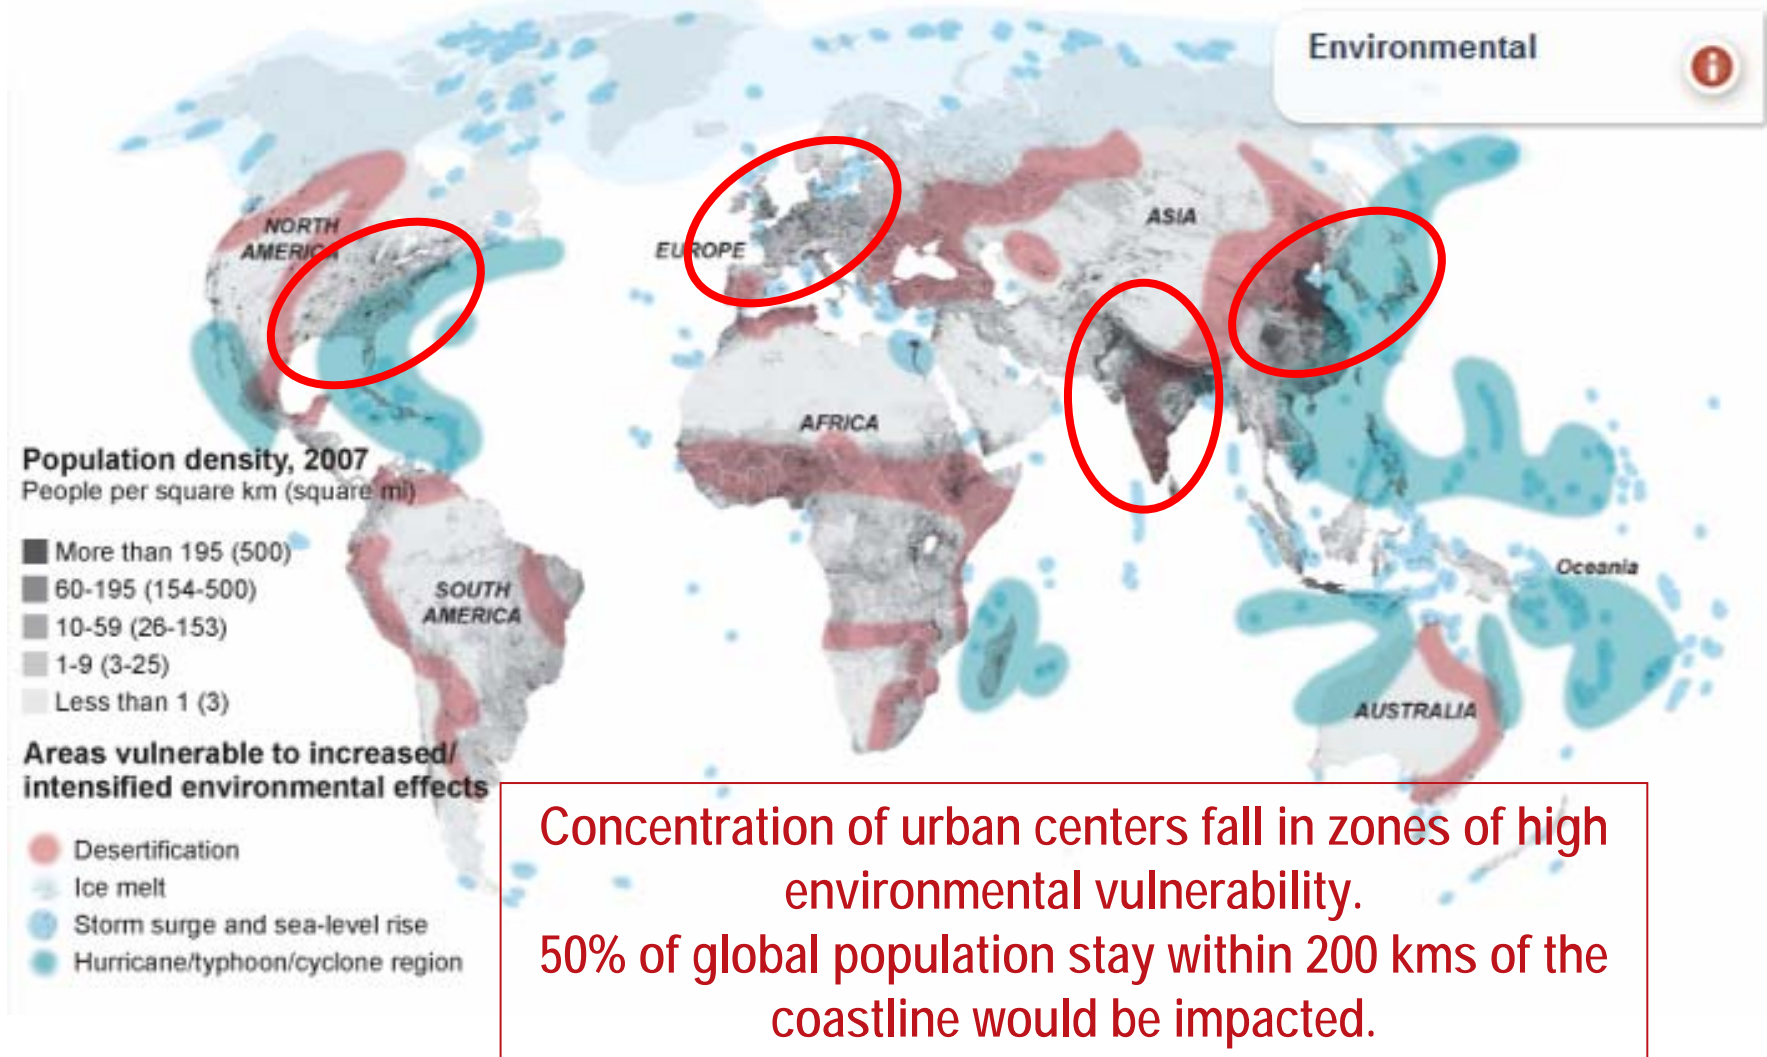 Environmental
NORTH
AMERICA
EUROPE
ASIA
AFRICA
SOUTH
AMERICA
Oceania
AUSTRALIA
Population density, 2007
People per square km (square mi)
More than 195 (500)
60-195 (154-500)
10-59 (26-153)
1-9 (3-25)
Less than 1 (3)
Areas vulnerable to increased/
intensified environmental effects
Desertification
Ice melt
Storm surge and sea-level rise
Hurricane/typhoon/cyclone region
Concentration of urban centers fall in zones of high
environmental vulnerability.
50% of global population stay within 200 kms of the
coastline would be impacted.